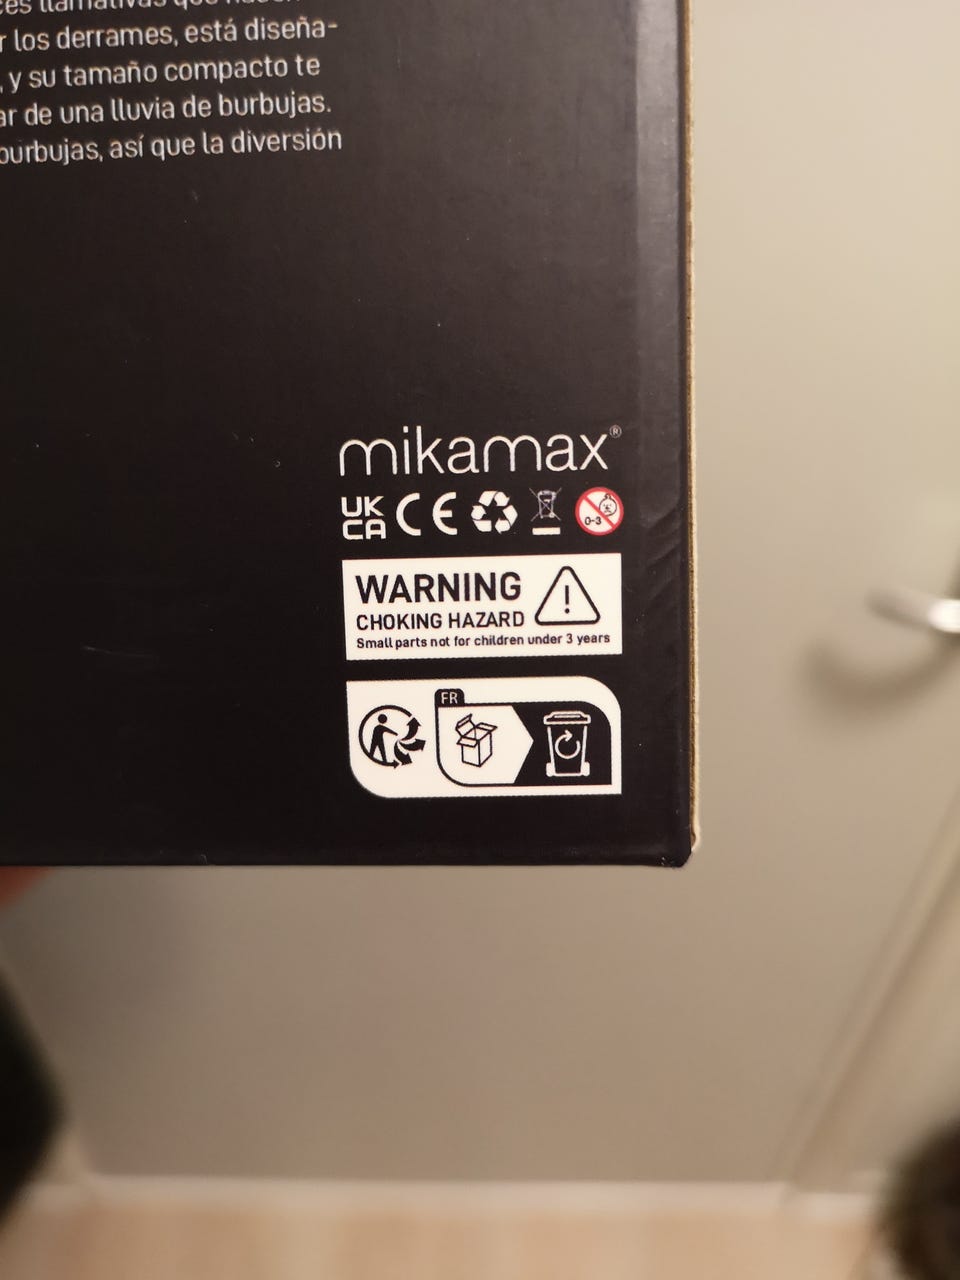 los derrames, está diseña-
, y su tamaño compacto te
de una lluvia de burbujas.
burbujas, así que la diversión
mikamax®
UK
CA CE
0-3
WARNING
CHOKING HAZARD
Small parts not for children under 3 years
FR